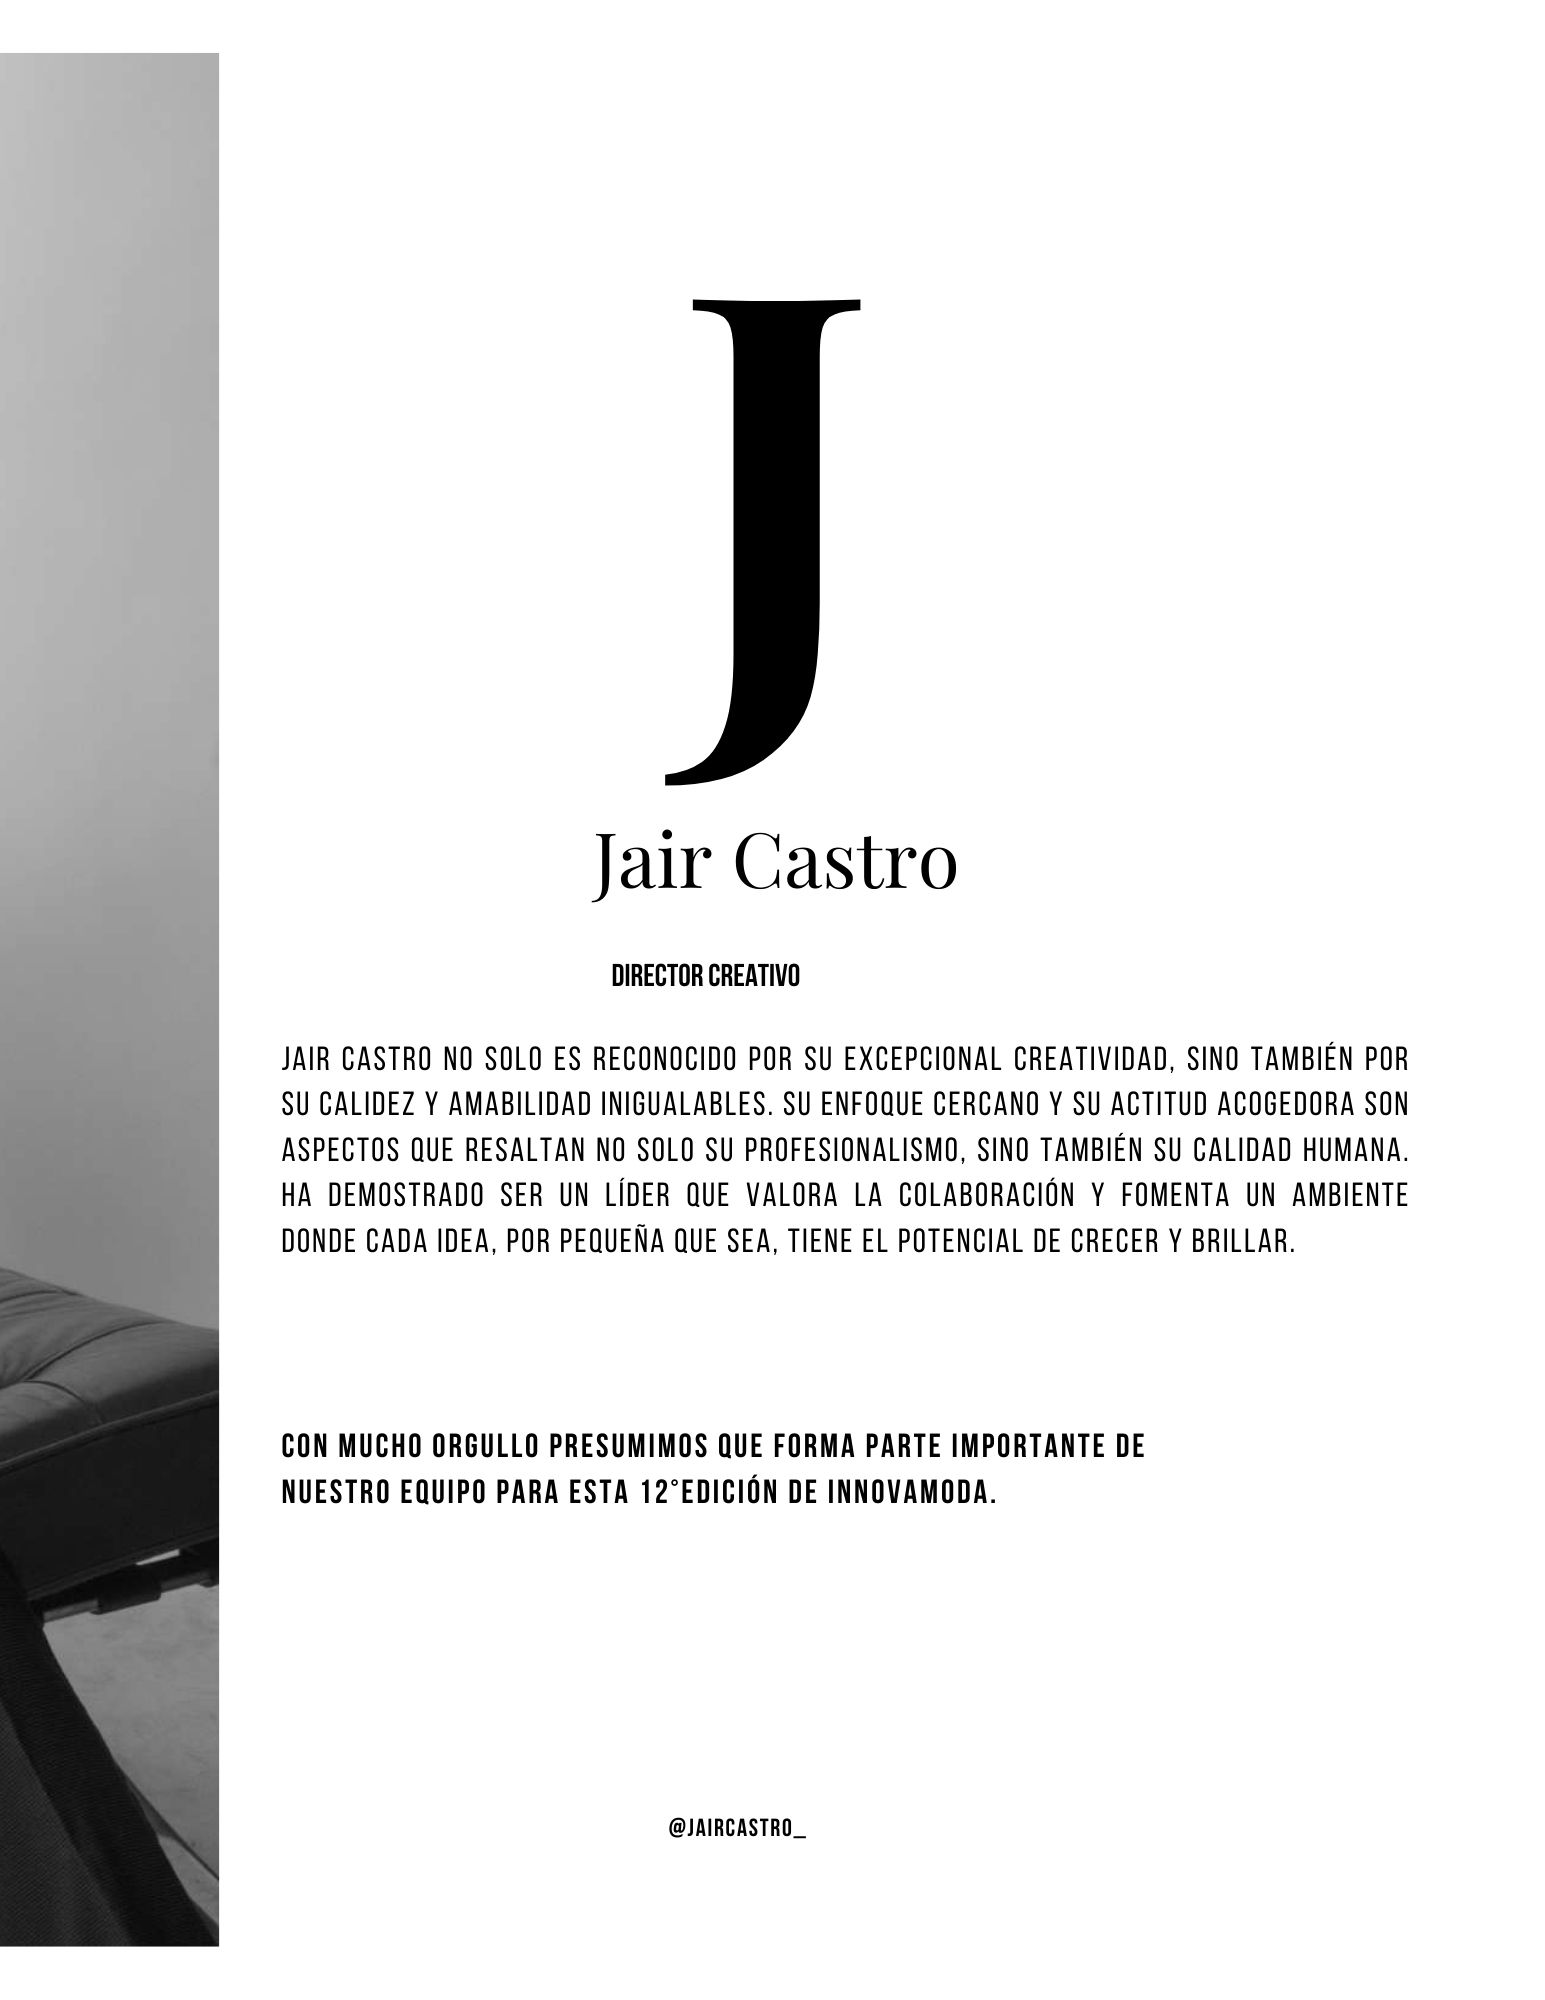 J
Jair Castro
DIRECTOR CREATIVO
JAIR CASTRO NO SOLO ES RECONOCIDO POR SU EXCEPCIONAL CREATIVIDAD, SINO TAMBIÉN POR
SU CALIDEZ Y AMABILIDAD INIGUALABLES. SU ENFOQUE CERCANO Y SU ACTITUD ACOGEDORA SON
ASPECTOS QUE RESALTAN NO SOLO SU PROFESIONALISMO, SINO TAMBIÉN SU CALIDAD HUMANA.
HA DEMOSTRADO SER UN LÍDER QUE VALORA LA COLABORACIÓN Y FOMENTA UN AMBIENTE
DONDE CADA IDEA, POR PEQUEÑA QUE SEA, TIENE EL POTENCIAL DE CRECER Y BRILLAR.
CON MUCHO ORGULLO PRESUMIMOS QUE FORMA PARTE IMPORTANTE DE
NUESTRO EQUIPO PARA ESTA 12°EDICIÓN DE INNOVAMODA.
@JAIRCASTRO_